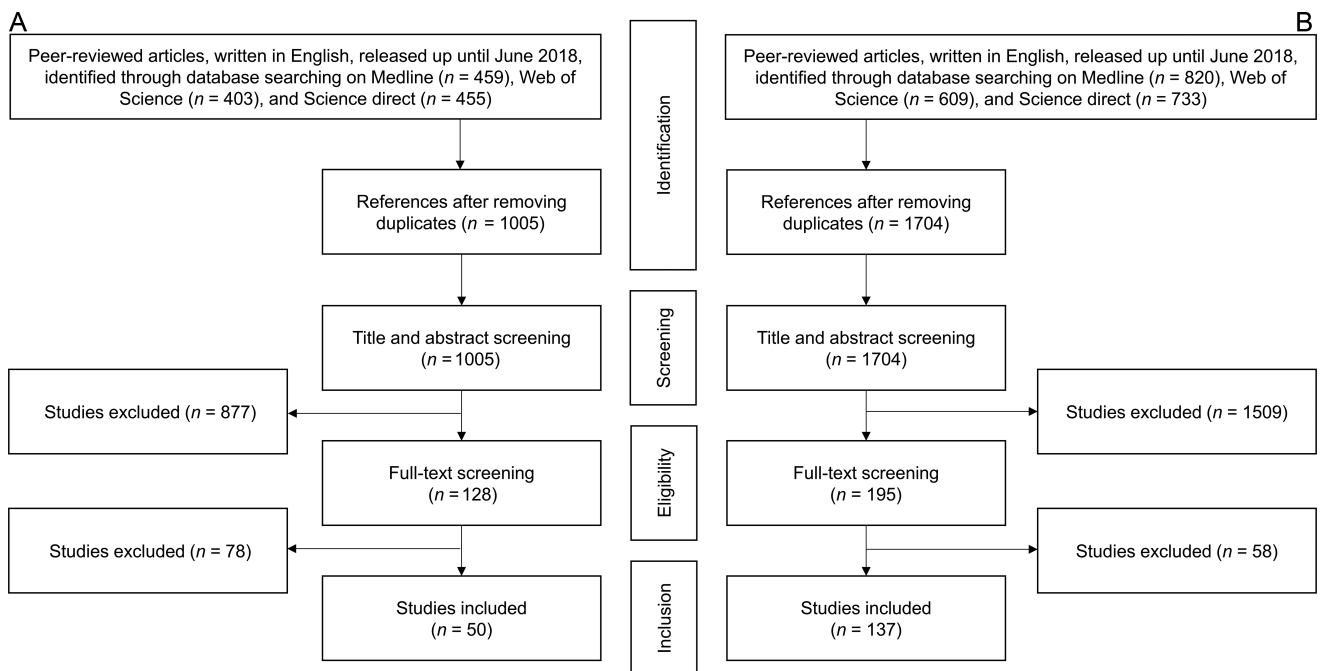 A
Peer-reviewed articles, written in English, released up until June 2018,
identified through database searching on Medline (n = 459), Web of
Science (n = 403), and Science direct (n = 455)
References after removing
duplicates (n = 1005)
Title and abstract screening
(n = 1005)
Studies excluded (n = 877)
Full-text screening
(n = 128)
Studies excluded (n = 78)
Studies included
(n = 50)
Identification
Screening
Eligibility
Inclusion
B
Peer-reviewed articles, written in English, released up until June 2018,
identified through database searching on Medline (n = 820), Web of
Science (n = 609), and Science direct (n = 733)
References after removing
duplicates (n = 1704)
Title and abstract screening
(n = 1704)
Studies excluded (n = 1509)
Full-text screening
(n = 195)
Studies excluded (n = 58)
Studies included
(n = 137)